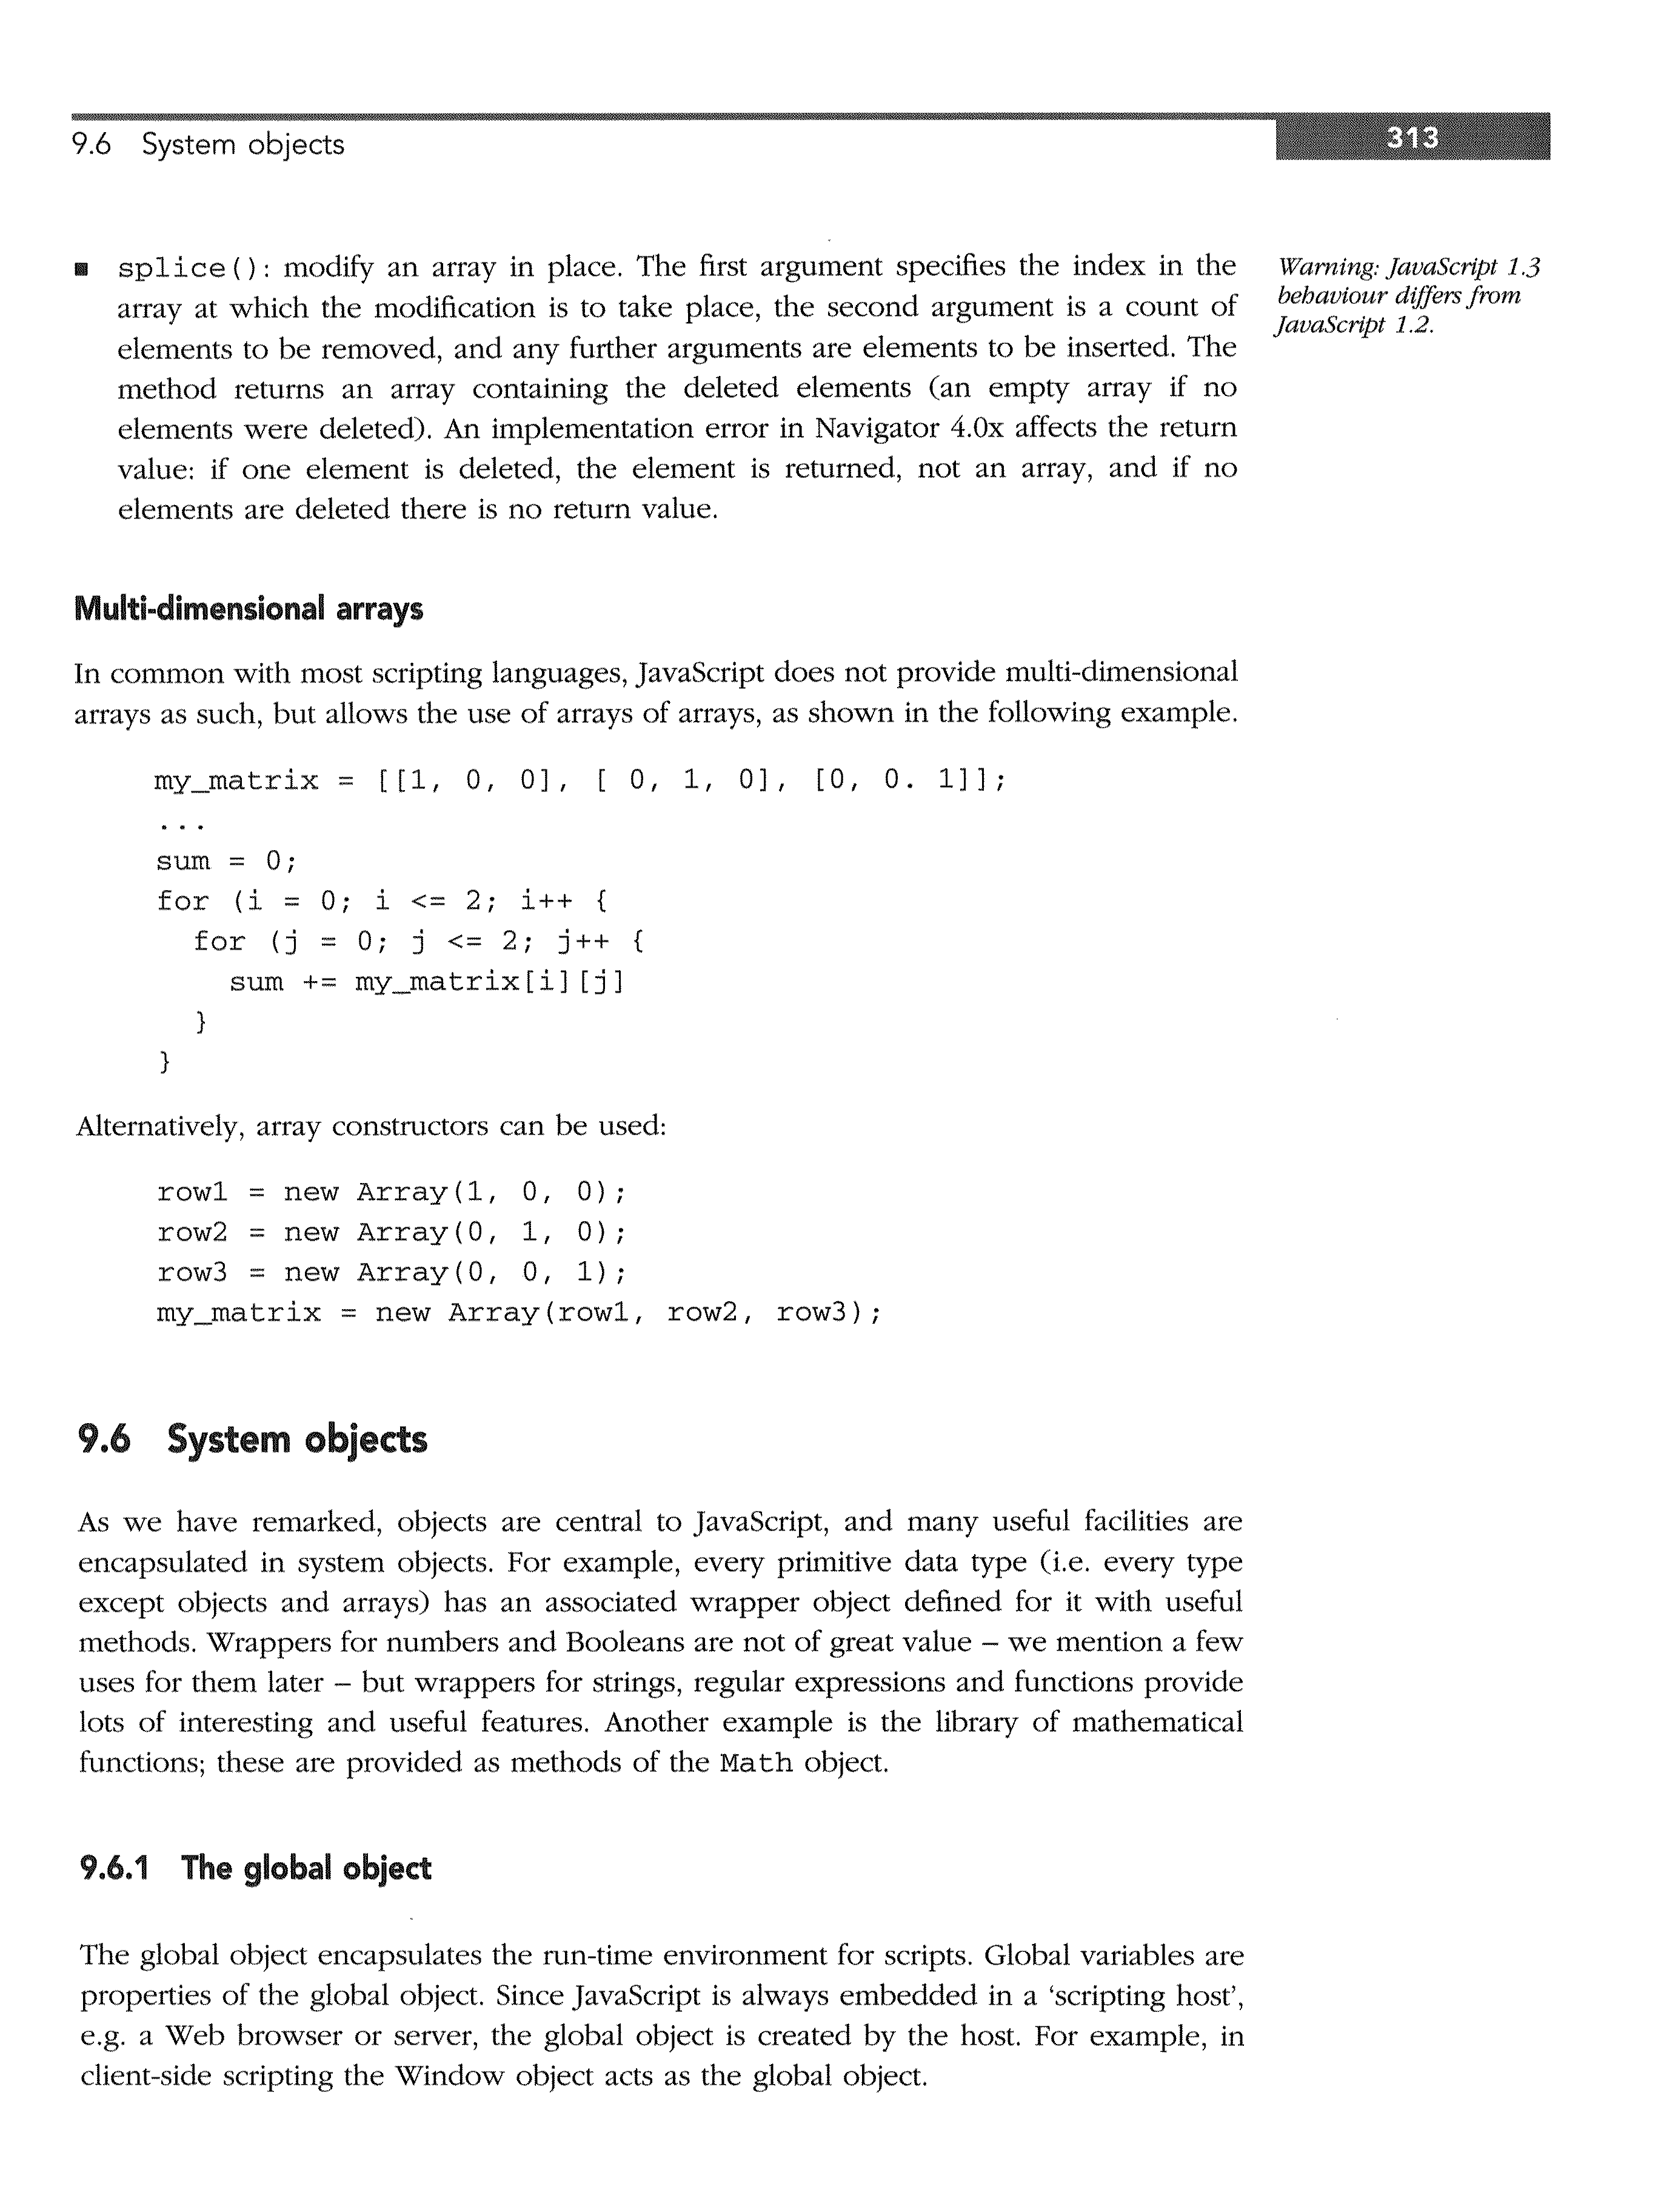 9.6 System objects
313
■ splice(): modify an array in place. The first argument specifies the index in the
array at which the modification is to take place, the second argument is a count of
elements to be removed, and any further arguments are elements to be inserted. The
method returns an array containing the deleted elements (an empty array if no
elements were deleted). An implementation error in Navigator 4.0x affects the return
value: if one element is deleted, the element is returned, not an array, and if no
elements are deleted there is no return value.
Warning: JavaScript 1.3
behaviour differs from
JavaScript 1.2.
Multi-dimensional arrays
In common with most scripting languages, JavaScript does not provide multi-dimensional
arrays as such, but allows the use of arrays of arrays, as shown in the following example.
my_matrix = [[1, 0, 0], [ 0, 1, 0], [0, 0. 1]];
...
sum = 0;
for (i = 0; i <= 2; i++ {
for (j = 0; j <= 2; j++ {
sum += my_matrix[i][j]
}
}
Alternatively, array constructors can be used:
row1 = new Array(1, 0, 0);
row2 = new Array(0, 1, 0);
row3 = new Array(0, 0, 1);
my_matrix = new Array(row1, row2, row3);
9.6 System objects
As we have remarked, objects are central to JavaScript, and many useful facilities are
encapsulated in system objects. For example, every primitive data type (i.e. every type
except objects and arrays) has an associated wrapper object defined for it with useful
methods. Wrappers for numbers and Booleans are not of great value – we mention a few
uses for them later – but wrappers for strings, regular expressions and functions provide
lots of interesting and useful features. Another example is the library of mathematical
functions; these are provided as methods of the Math object.
9.6.1 The global object
The global object encapsulates the run-time environment for scripts. Global variables are
properties of the global object. Since JavaScript is always embedded in a ‘scripting host’,
e.g. a Web browser or server, the global object is created by the host. For example, in
client-side scripting the Window object acts as the global object.